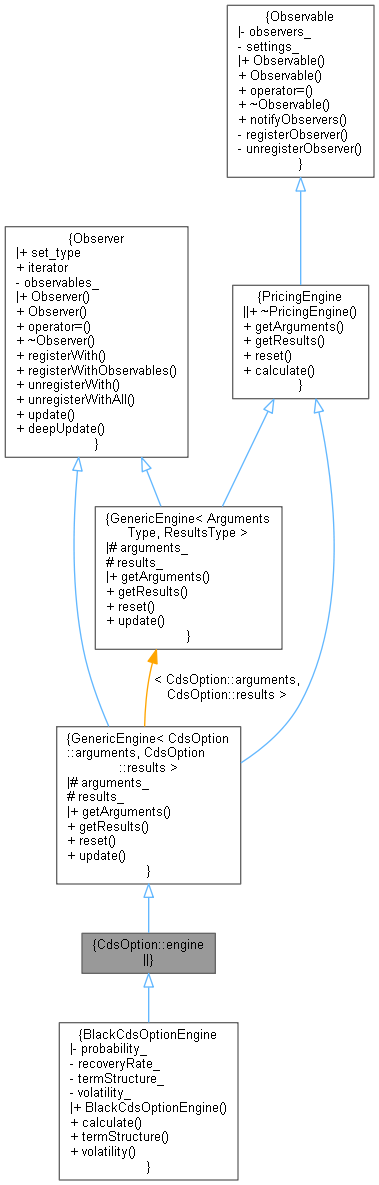 {Observable
|- observers_
- settings_
|+ Observable()
+ Observable()
+ operator=()
+ ~Observable()
+ notifyObservers()
- registerObserver()
- unregisterObserver()
}
{Observer
|+ set_type
+ iterator
- observables_
|+ Observer()
+ Observer()
+ operator=()
+ ~Observer()
+ registerWith()
+ registerWithObservables()
+ unregisterWith()
+ unregisterWithAll()
+ update()
+ deepUpdate()
}
{PricingEngine
||+ ~PricingEngine()
+ getArguments()
+ getResults()
+ reset()
+ calculate()
}
{GenericEngine< Arguments
Type, ResultsType >
|# arguments_
# results_
|+ getArguments()
+ getResults()
+ reset()
+ update()
}
< CdsOption::arguments,
CdsOption::results >
{GenericEngine< CdsOption
::arguments, CdsOption
::results >
|# arguments_
# results_
|+ getArguments()
+ getResults()
+ reset()
+ update()
}
{CdsOption::engine
||}
{BlackCdsOptionEngine
|- probability_
- recoveryRate_
- termStructure_
- volatility_
|+ BlackCdsOptionEngine()
+ calculate()
+ termStructure()
+ volatility()
}